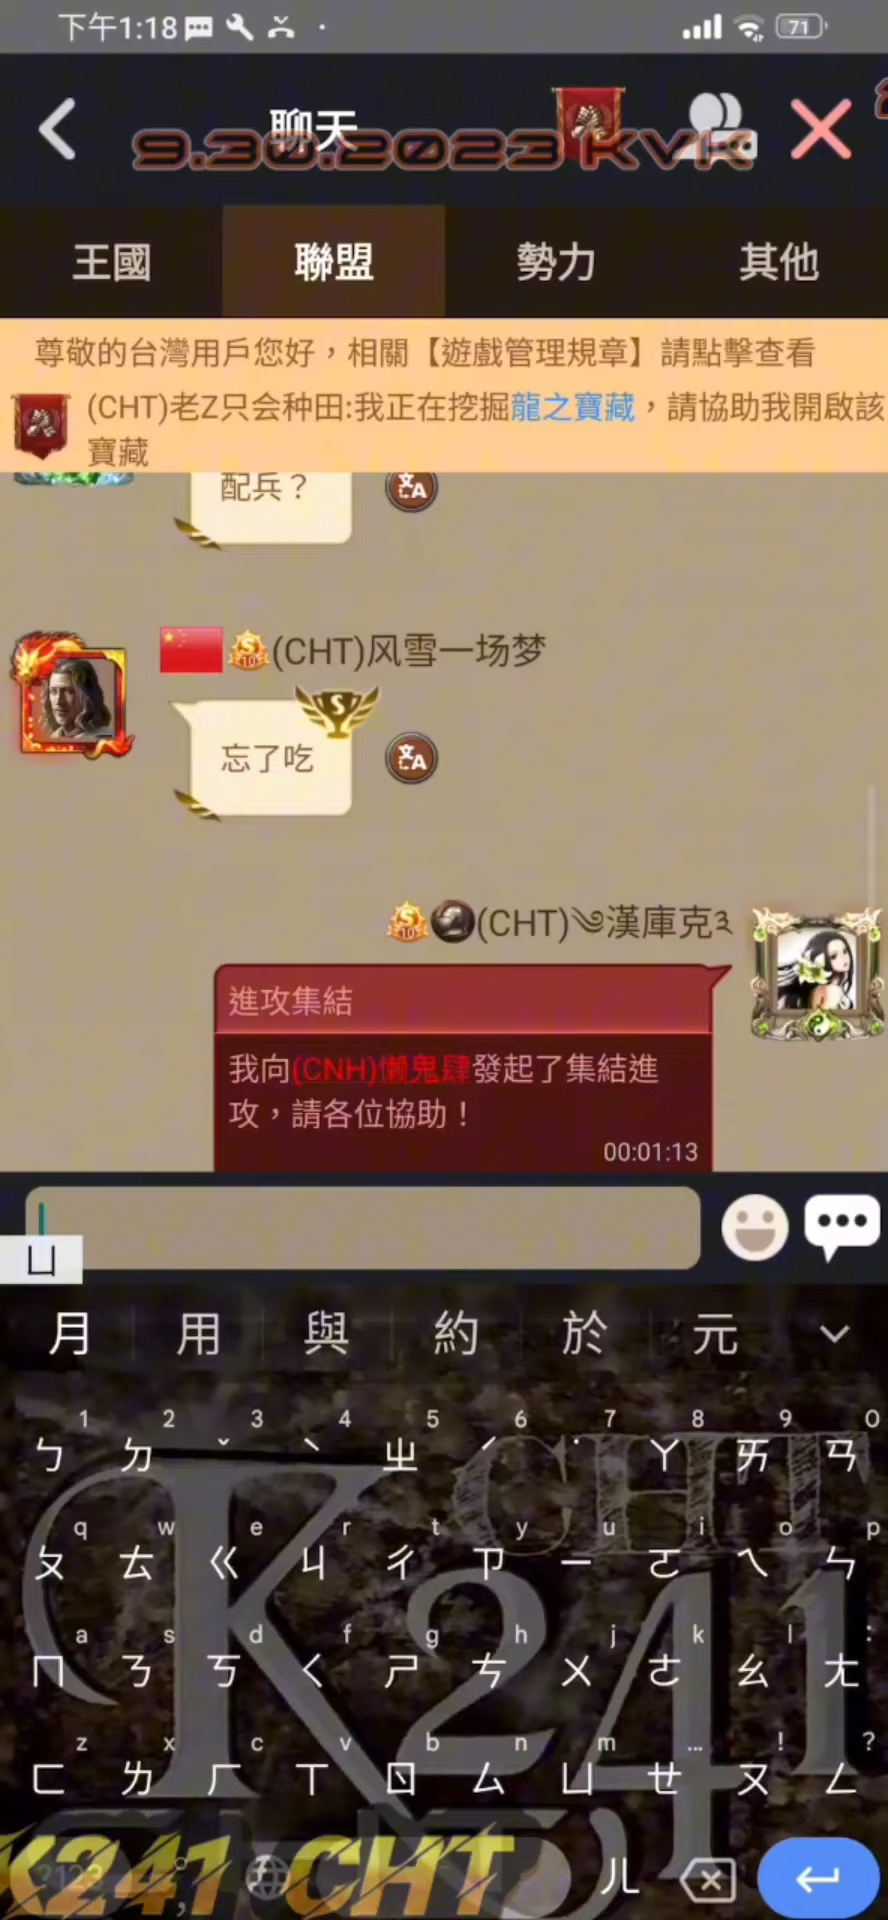 下午1:18
71
聊天
9.30.2023 KVK
王國 聯盟 勢力 其他
尊敬的台灣用戶您好，相關【遊戲管理規章】請點擊查看
(CHT)老Z只会种田:我正在挖掘龍之寶藏，請協助我開啟該
寶藏
配兵？
(CHT)风雪一场梦
忘了吃
(CHT)༄漢庫克૩
進攻集結
我向(CNH)懒鬼肆發起了集結進
攻，請各位協助！
00:01:13
ㄩ
月 用 與 約 於 元
1 2 3 4 5 6 7 8 9 0
ㄅ ㄉ ˇ ˋ ㄓ ˊ ˙ ㄚ ㄞ ㄢ
q w e r t y u i o p
ㄆ ㄊ ㄍ ㄐ ㄔ ㄗ ㄧ ㄛ ㄟ ㄣ
a s d f g h j k l :
ㄇ ㄋ ㄎ ㄑ ㄕ ㄘ ㄨ ㄜ ㄠ ㄤ
z x c v b n m … ! ?
ㄈ ㄌ ㄏ ㄒ ㄖ ㄙ ㄩ ㄝ ㄡ ㄥ
CHT
K241
?123 ㄦ
K241 CHT